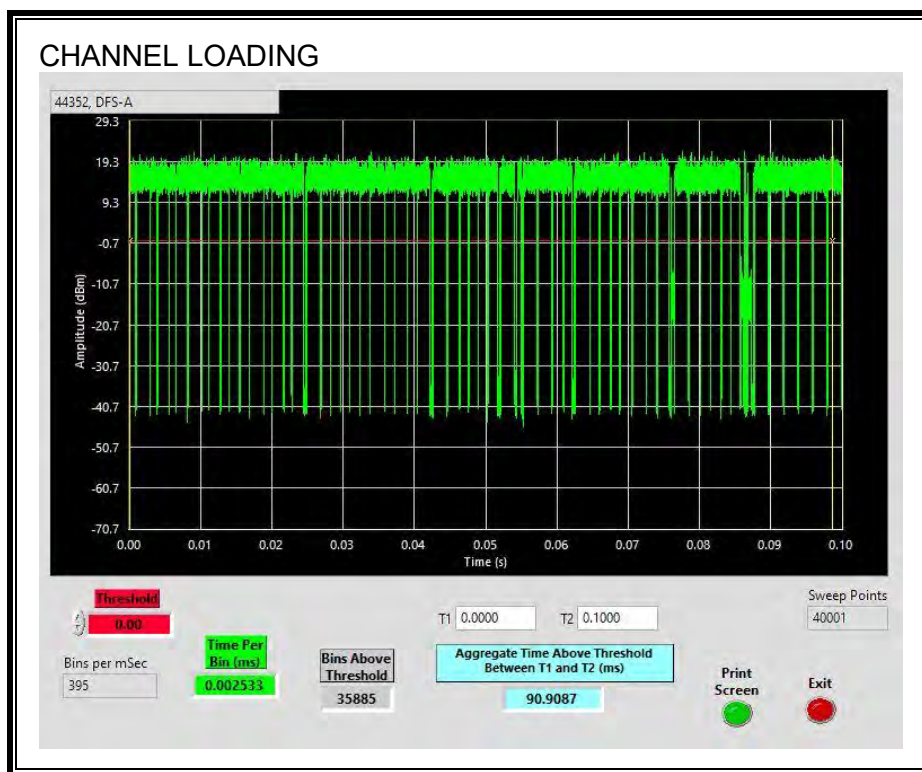 CHANNEL LOADING
44352, DFS-A
29.3
19.3
9.3
-0.7
-10.7
-20.7
-30.7
-40.7
-50.7
-60.7
-70.7
Amplitude (dBm)
0.00 0.01 0.02 0.03 0.04 0.05 0.06 0.07 0.08 0.09 0.10
Time (s)
Threshold
0.00
T1 0.0000 T2 0.1000
Sweep Points
40001
Bins per mSec
395
Time Per
Bin (ms)
0.002533
Bins Above
Threshold
35885
Aggregate Time Above Threshold
Between T1 and T2 (ms)
90.9087
Print
Screen
Exit